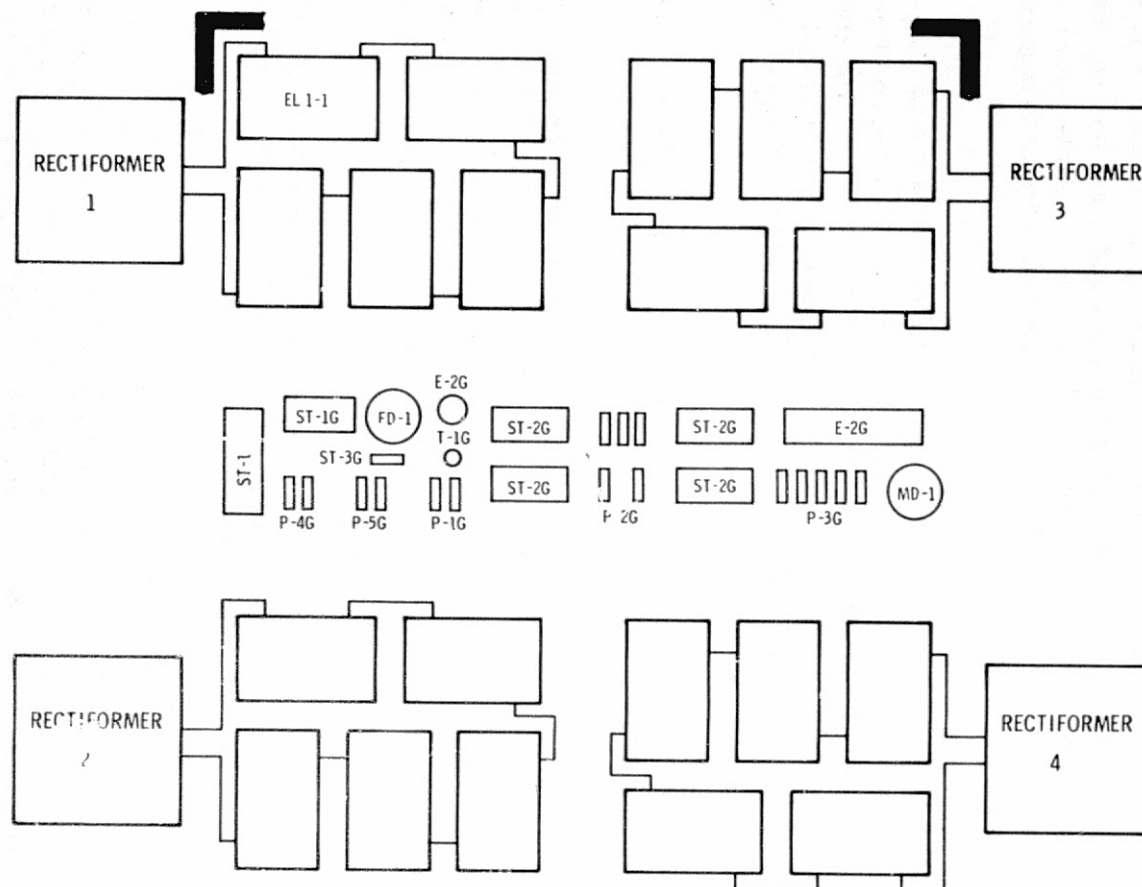 EL 1-1
RECTIFORMER
1
RECTIFORMER
3
E-2G
ST-1G
FD-1
T-1G
ST-2G
ST-2G
E-2G
ST-1
ST-3G
ST-2G
ST-2G
MD-1
P-4G
P-5G
P-1G
P-2G
P-3G
RECTIFORMER
2
RECTIFORMER
4